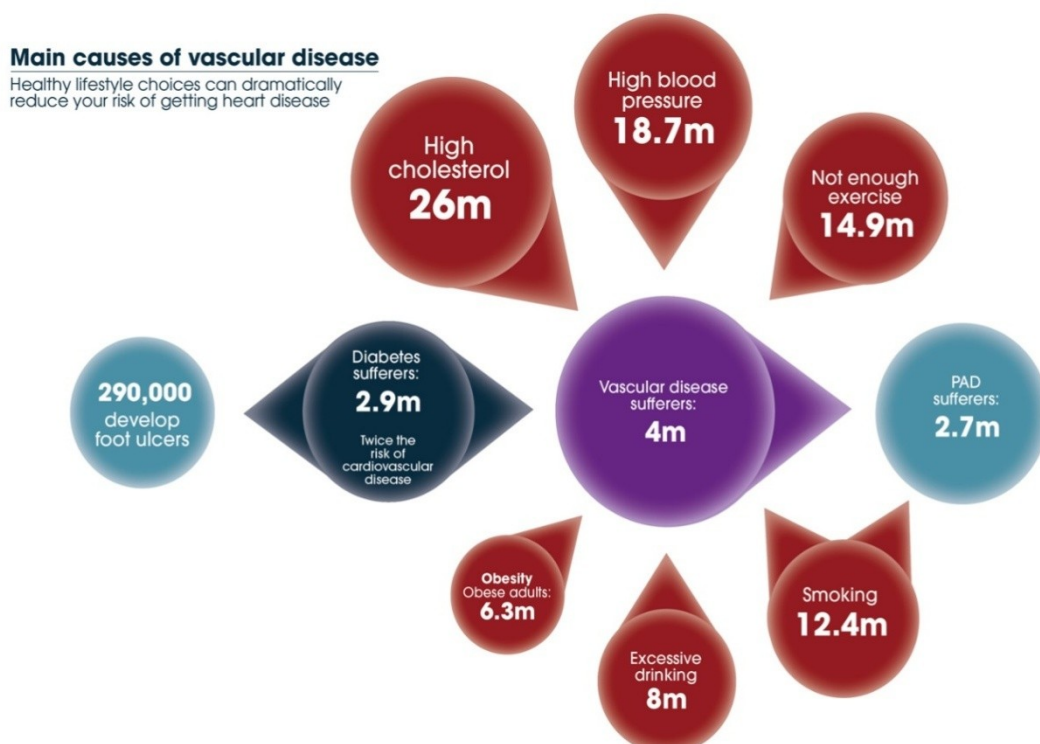 Main causes of vascular disease
Healthy lifestyle choices can dramatically
reduce your risk of getting heart disease
High
cholesterol
26m
High blood
pressure
18.7m
Not enough
exercise
14.9m
290,000
develop
foot ulcers
Diabetes
sufferers:
2.9m
Twice the
risk of
cardiovascular
disease
Vascular disease
sufferers:
4m
PAD
sufferers:
2.7m
Obesity
Obese adults:
6.3m
Excessive
drinking
8m
Smoking
12.4m